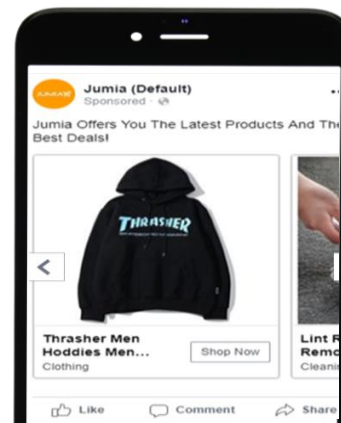 JUMIA
Jumia (Default)
Sponsored ·
Jumia Offers You The Latest Products And The
Best Deals!
THRASHER
Thrasher Men
Hoddies Men...
Clothing
Shop Now
Lint R
Remo
Cleanin
Like
Comment
Share